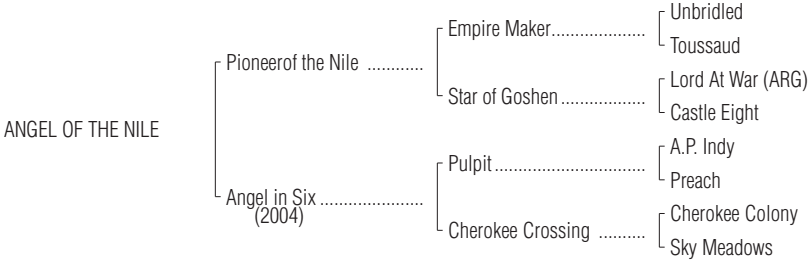 Unbridled
Empire Maker....................
Toussaud
Pioneerof the Nile ............
Lord At War (ARG)
Star of Goshen..................
Castle Eight
ANGEL OF THE NILE
A.P. Indy
Pulpit................................
Preach
Angel in Six ......................
(2004)
Cherokee Colony
Cherokee Crossing ..........
Sky Meadows